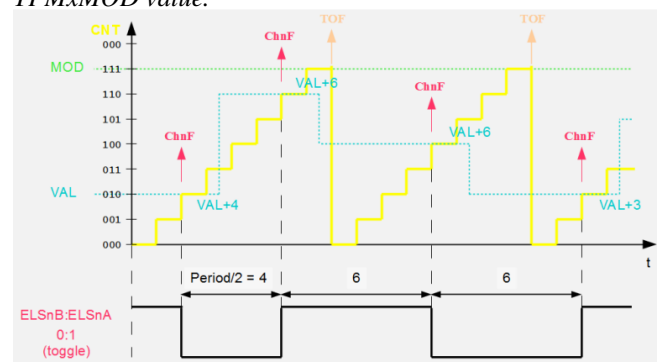 TPMxMOD value.
TOF
TOF
CNT
ChnF
000
MOD
111
VAL+6
110
ChnF
101
ChnF
VAL+6
ChnF
100
011
VAL
010
VAL+4
VAL+3
001
000
t
Period/2 = 4
6
6
ELSnB:ELSnA
0:1
(toggle)